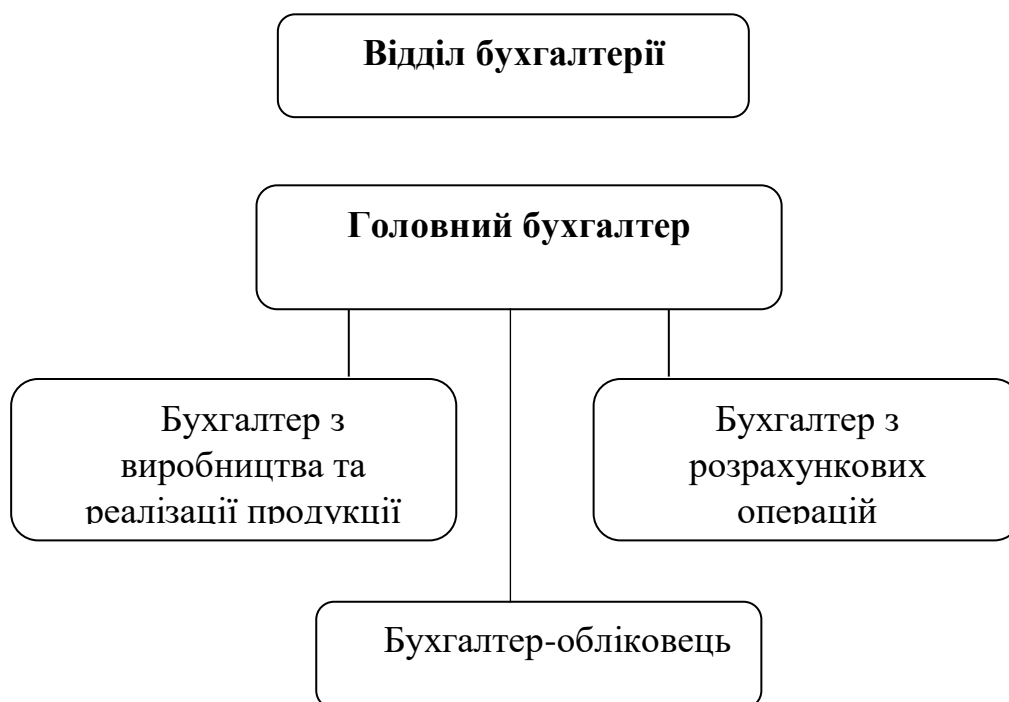 Відділ бухгалтерії
Головний бухгалтер
Бухгалтер з
виробництва та
реалізації продукції
Бухгалтер з
розрахункових
операцій
Бухгалтер-обліковець